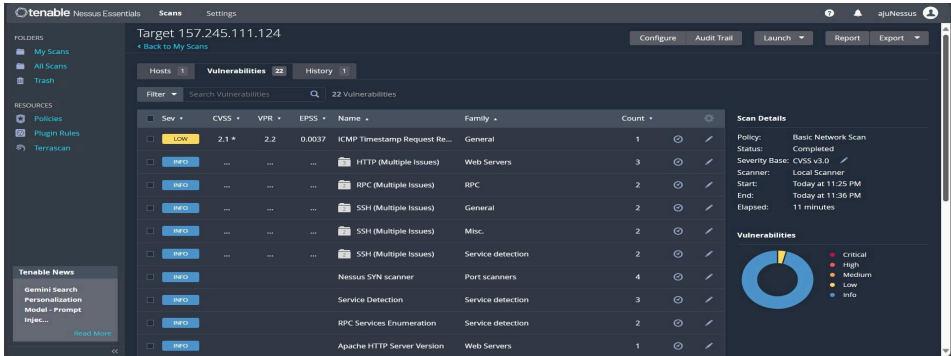 tenable Nessus Essentials Scans Settings ajuNessus
FOLDERS
My Scans
All Scans
Trash
RESOURCES
Policies
Plugin Rules
Terrascan
Tenable News
Gemini Search
Personalization
Model - Prompt
Injec...
Read More
Target 157.245.111.124
Back to My Scans
Configure Audit Trail Launch Report Export
Hosts 1 Vulnerabilities 22 History 1
Filter Search Vulnerabilities 22 Vulnerabilities
Sev CVSS VPR EPSS Name Family Count
LOW 2.1 * 2.2 0.0037 ICMP Timestamp Request Re... General 1
INFO ... ... ... HTTP (Multiple Issues) Web Servers 3
INFO ... ... ... 2 RPC (Multiple Issues) RPC 2
INFO ... ... ... 2 SSH (Multiple Issues) General 2
INFO ... ... ... 2 SSH (Multiple Issues) Misc. 2
INFO ... ... ... 2 SSH (Multiple Issues) Service detection 2
INFO Nessus SYN scanner Port scanners 4
INFO Service Detection Service detection 3
INFO RPC Services Enumeration Service detection 2
INFO Apache HTTP Server Version Web Servers 1
Scan Details
Policy: Basic Network Scan
Status: Completed
Severity Base: CVSS v3.0
Scanner: Local Scanner
Start: Today at 11:25 PM
End: Today at 11:36 PM
Elapsed: 11 minutes
Vulnerabilities
Critical
High
Medium
Low
Info